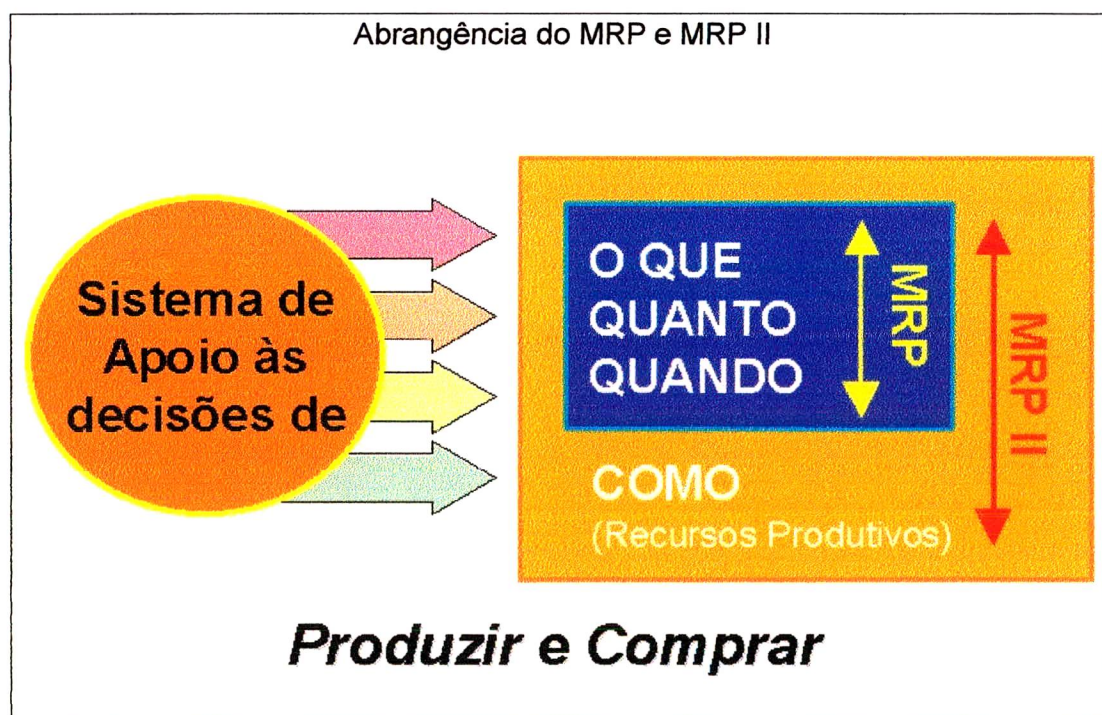 Abrangência do MRP e MRP II
Sistema de
Apoio às
decisões de
O QUE
QUANTO
QUANDO
MRP
COMO
(Recursos Produtivos)
MRP II
Produzir e Comprar